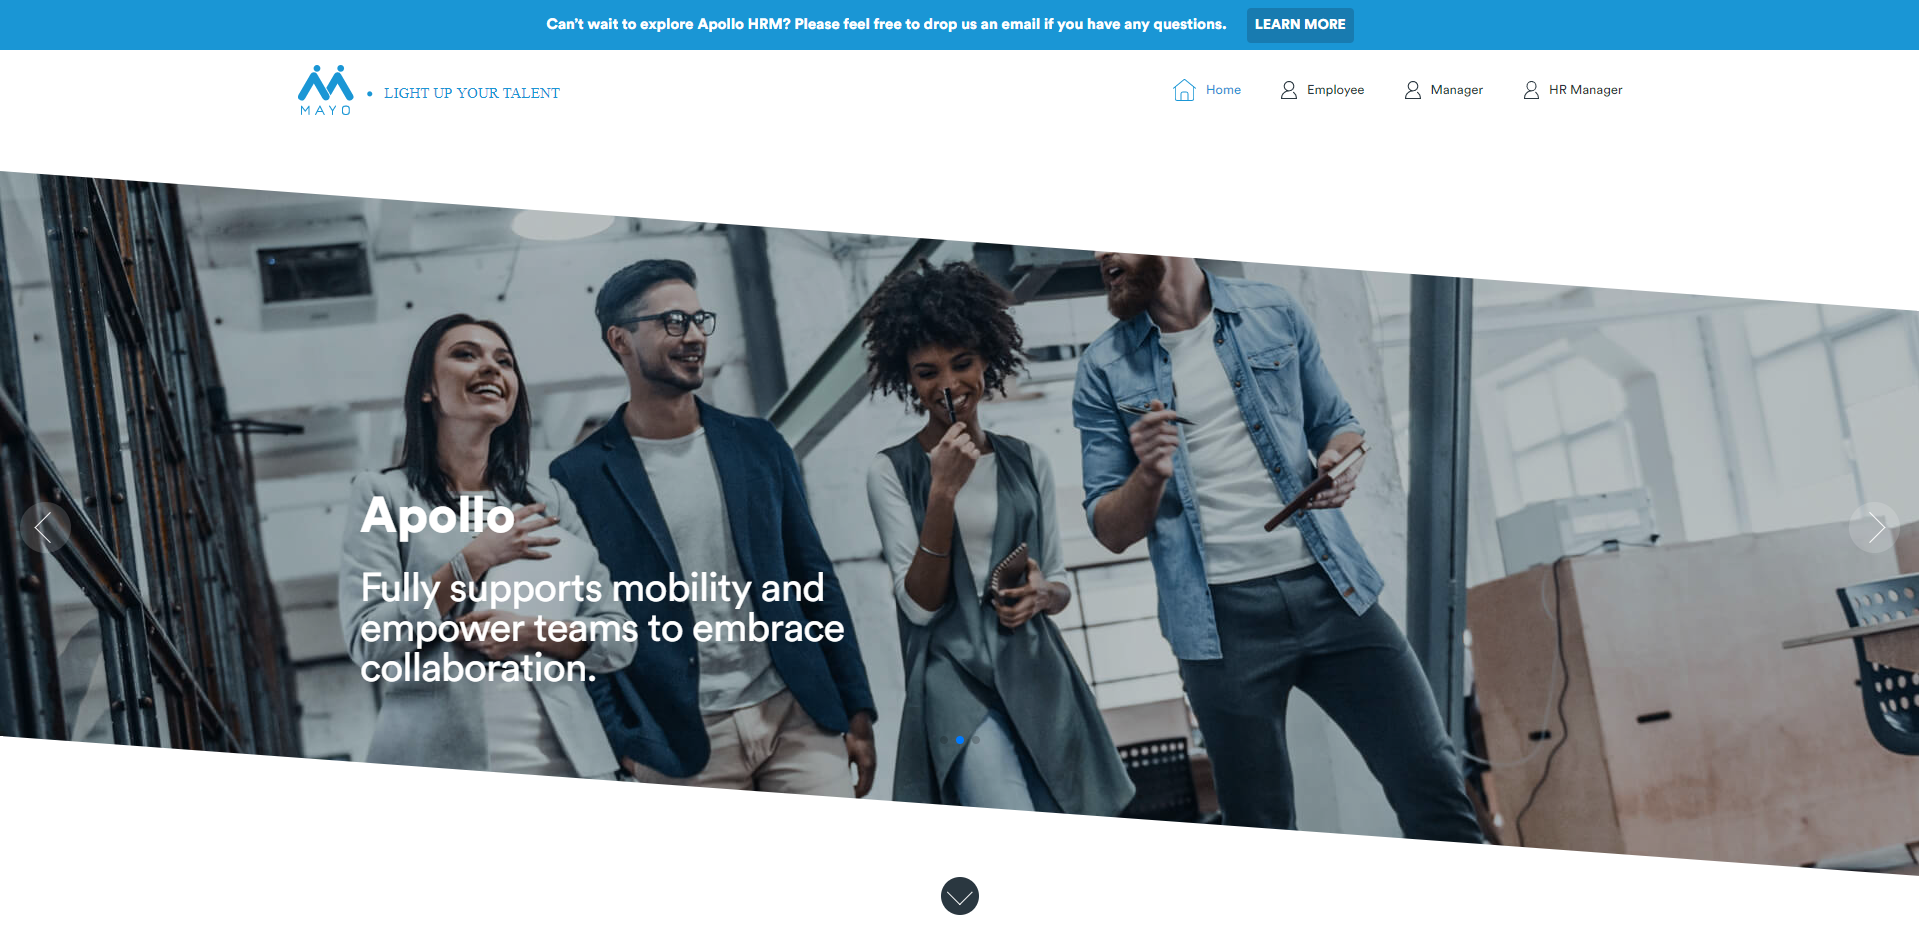 Can't wait to explore Apollo HRM? Please feel free to drop us an email if you have any questions. LEARN MORE
MAYO
• LIGHT UP YOUR TALENT
Home
Employee
Manager
HR Manager
Apollo
Fully supports mobility and
empower teams to embrace
collaboration.